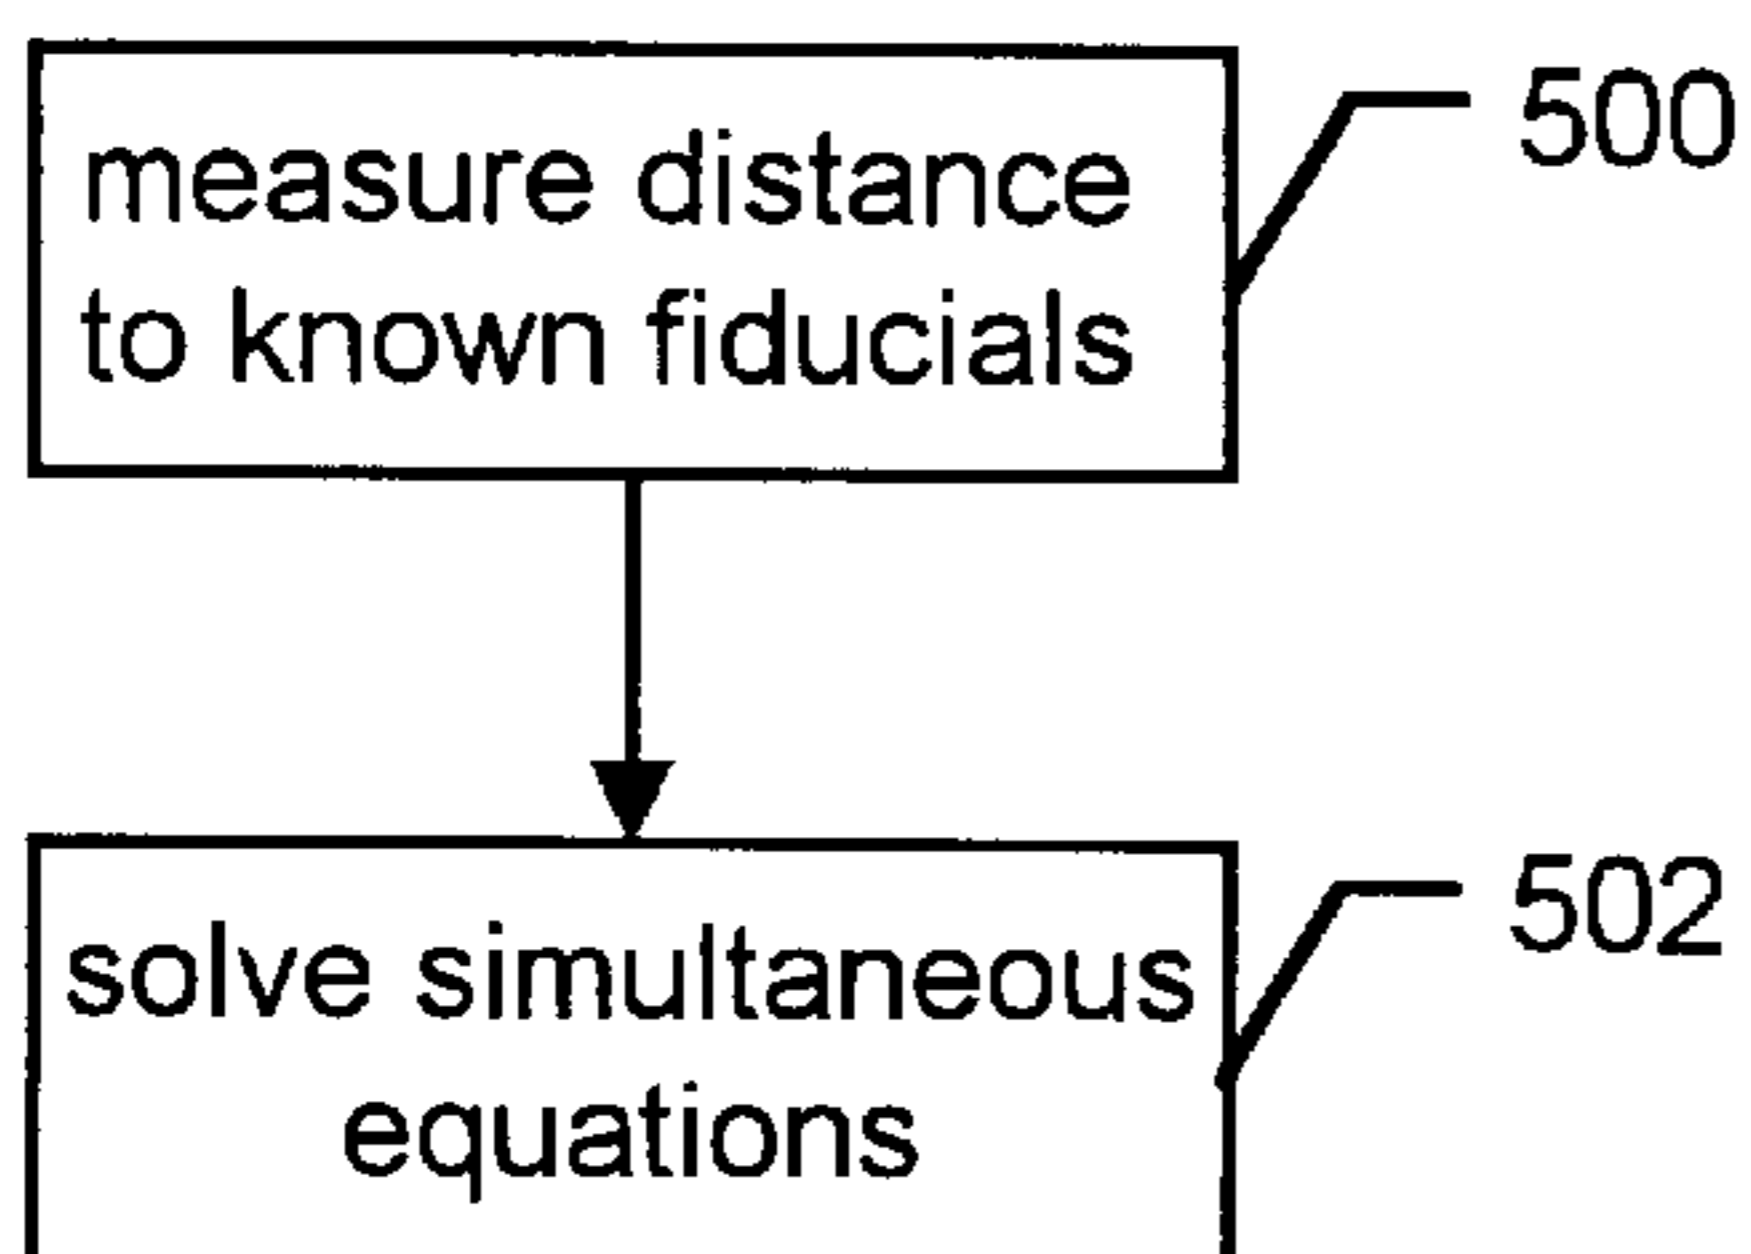 measure distance
to known fiducials
500
solve simultaneous
equations
502